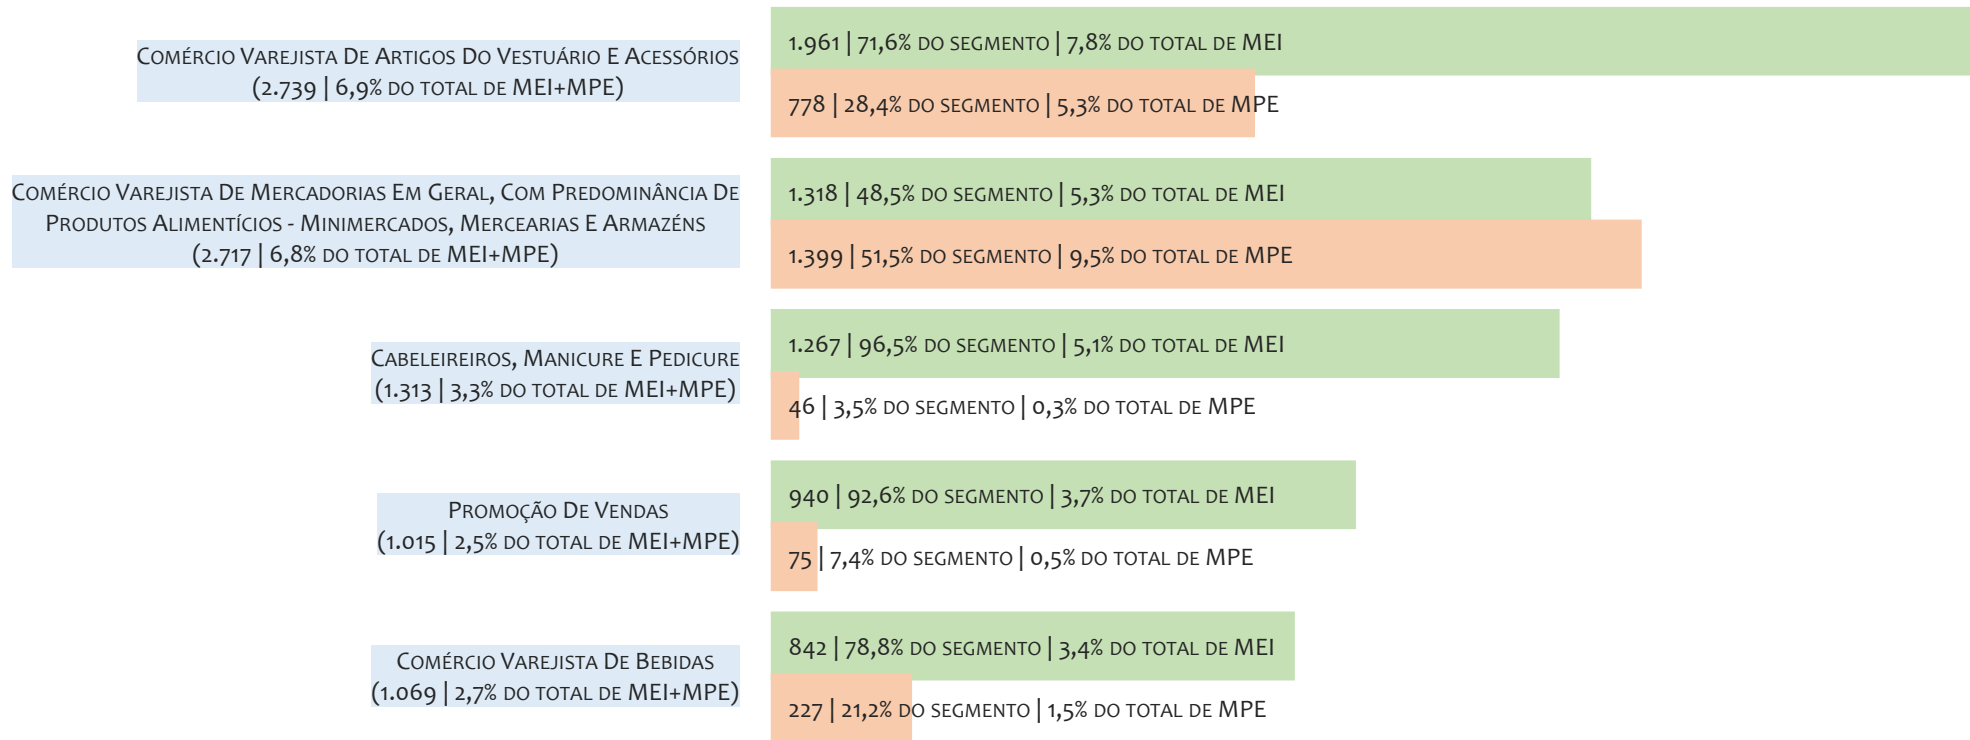 Comércio Varejista De Artigos Do Vestuário E Acessórios
(2.739 | 6,9% do total de MEI+MPE)
1.961 | 71,6% do segmento | 7,8% do total de MEI
778 | 28,4% do segmento | 5,3% do total de MPE
Comércio Varejista De Mercadorias Em Geral, Com Predominância De
Produtos Alimentícios - Minimercados, Mercearias E Armazéns
(2.717 | 6,8% do total de MEI+MPE)
1.318 | 48,5% do segmento | 5,3% do total de MEI
1.399 | 51,5% do segmento | 9,5% do total de MPE
Cabeleireiros, Manicure E Pedicure
(1.313 | 3,3% do total de MEI+MPE)
1.267 | 96,5% do segmento | 5,1% do total de MEI
46 | 3,5% do segmento | 0,3% do total de MPE
Promoção De Vendas
(1.015 | 2,5% do total de MEI+MPE)
940 | 92,6% do segmento | 3,7% do total de MEI
75 | 7,4% do segmento | 0,5% do total de MPE
Comércio Varejista De Bebidas
(1.069 | 2,7% do total de MEI+MPE)
842 | 78,8% do segmento | 3,4% do total de MEI
227 | 21,2% do segmento | 1,5% do total de MPE